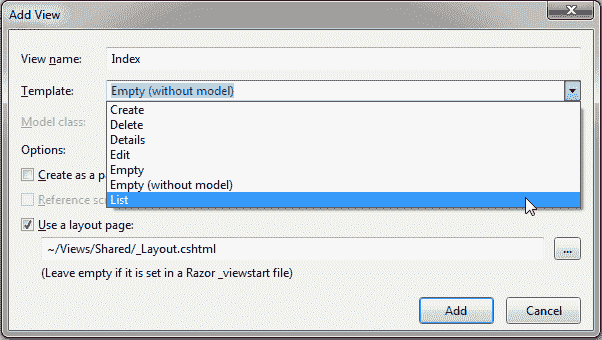 Add View
View name: Index
Template: Empty (without model)
Create
Model class:
Delete
Details
Options:
Edit
Empty
Create as a p
Empty (without model)
Reference scr
List
Use a layout page:
~/Views/Shared/_Layout.cshtml
...
(Leave empty if it is set in a Razor _viewstart file)
Add Cancel